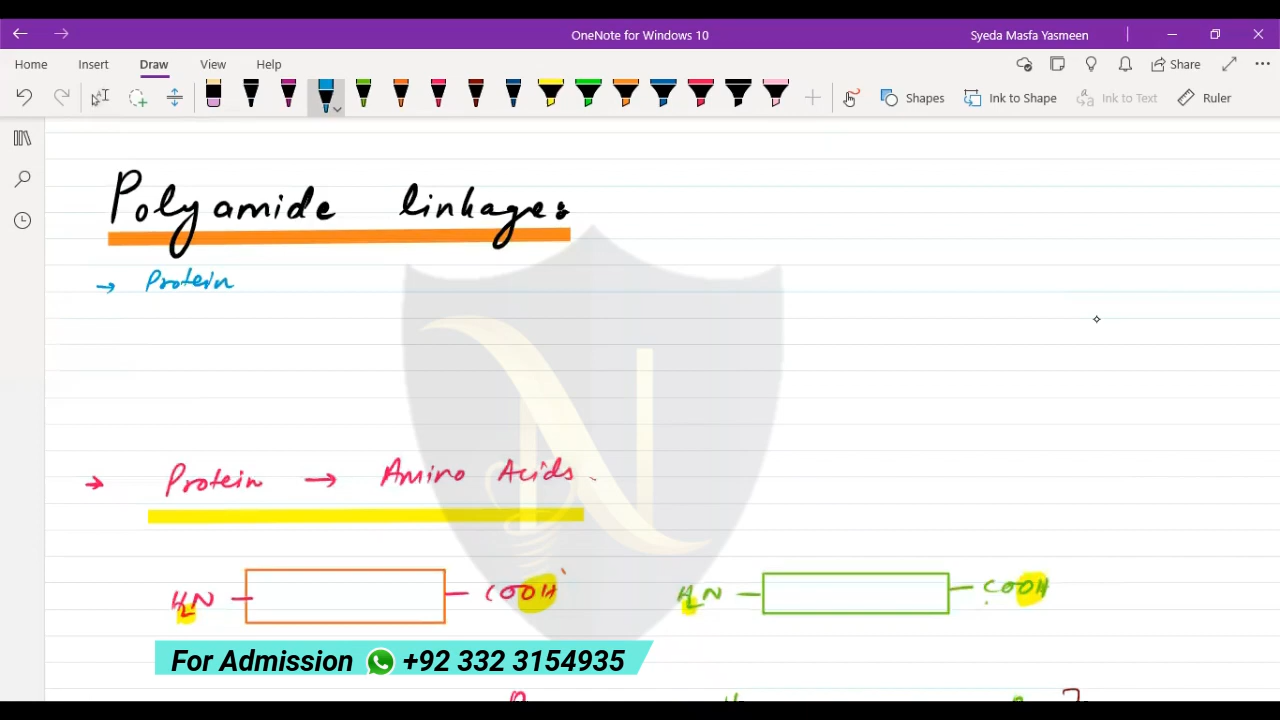 OneNote for Windows 10
Syeda Masfa Yasmeen
Home Insert Draw View Help
Share
Shapes Ink to Shape Ink to Text Ruler
Polyamide linkage:
→ Protein
→ Protein → Amino Acids
H2N — — COOH H2N — — COOH
For Admission +92 332 3154935